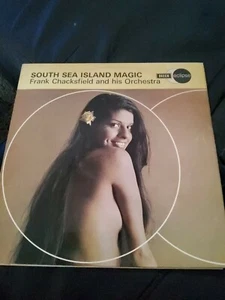 SOUTH SEA ISLAND MAGIC
Frank Chacksfield and his Orchestra
DECCA eclipse